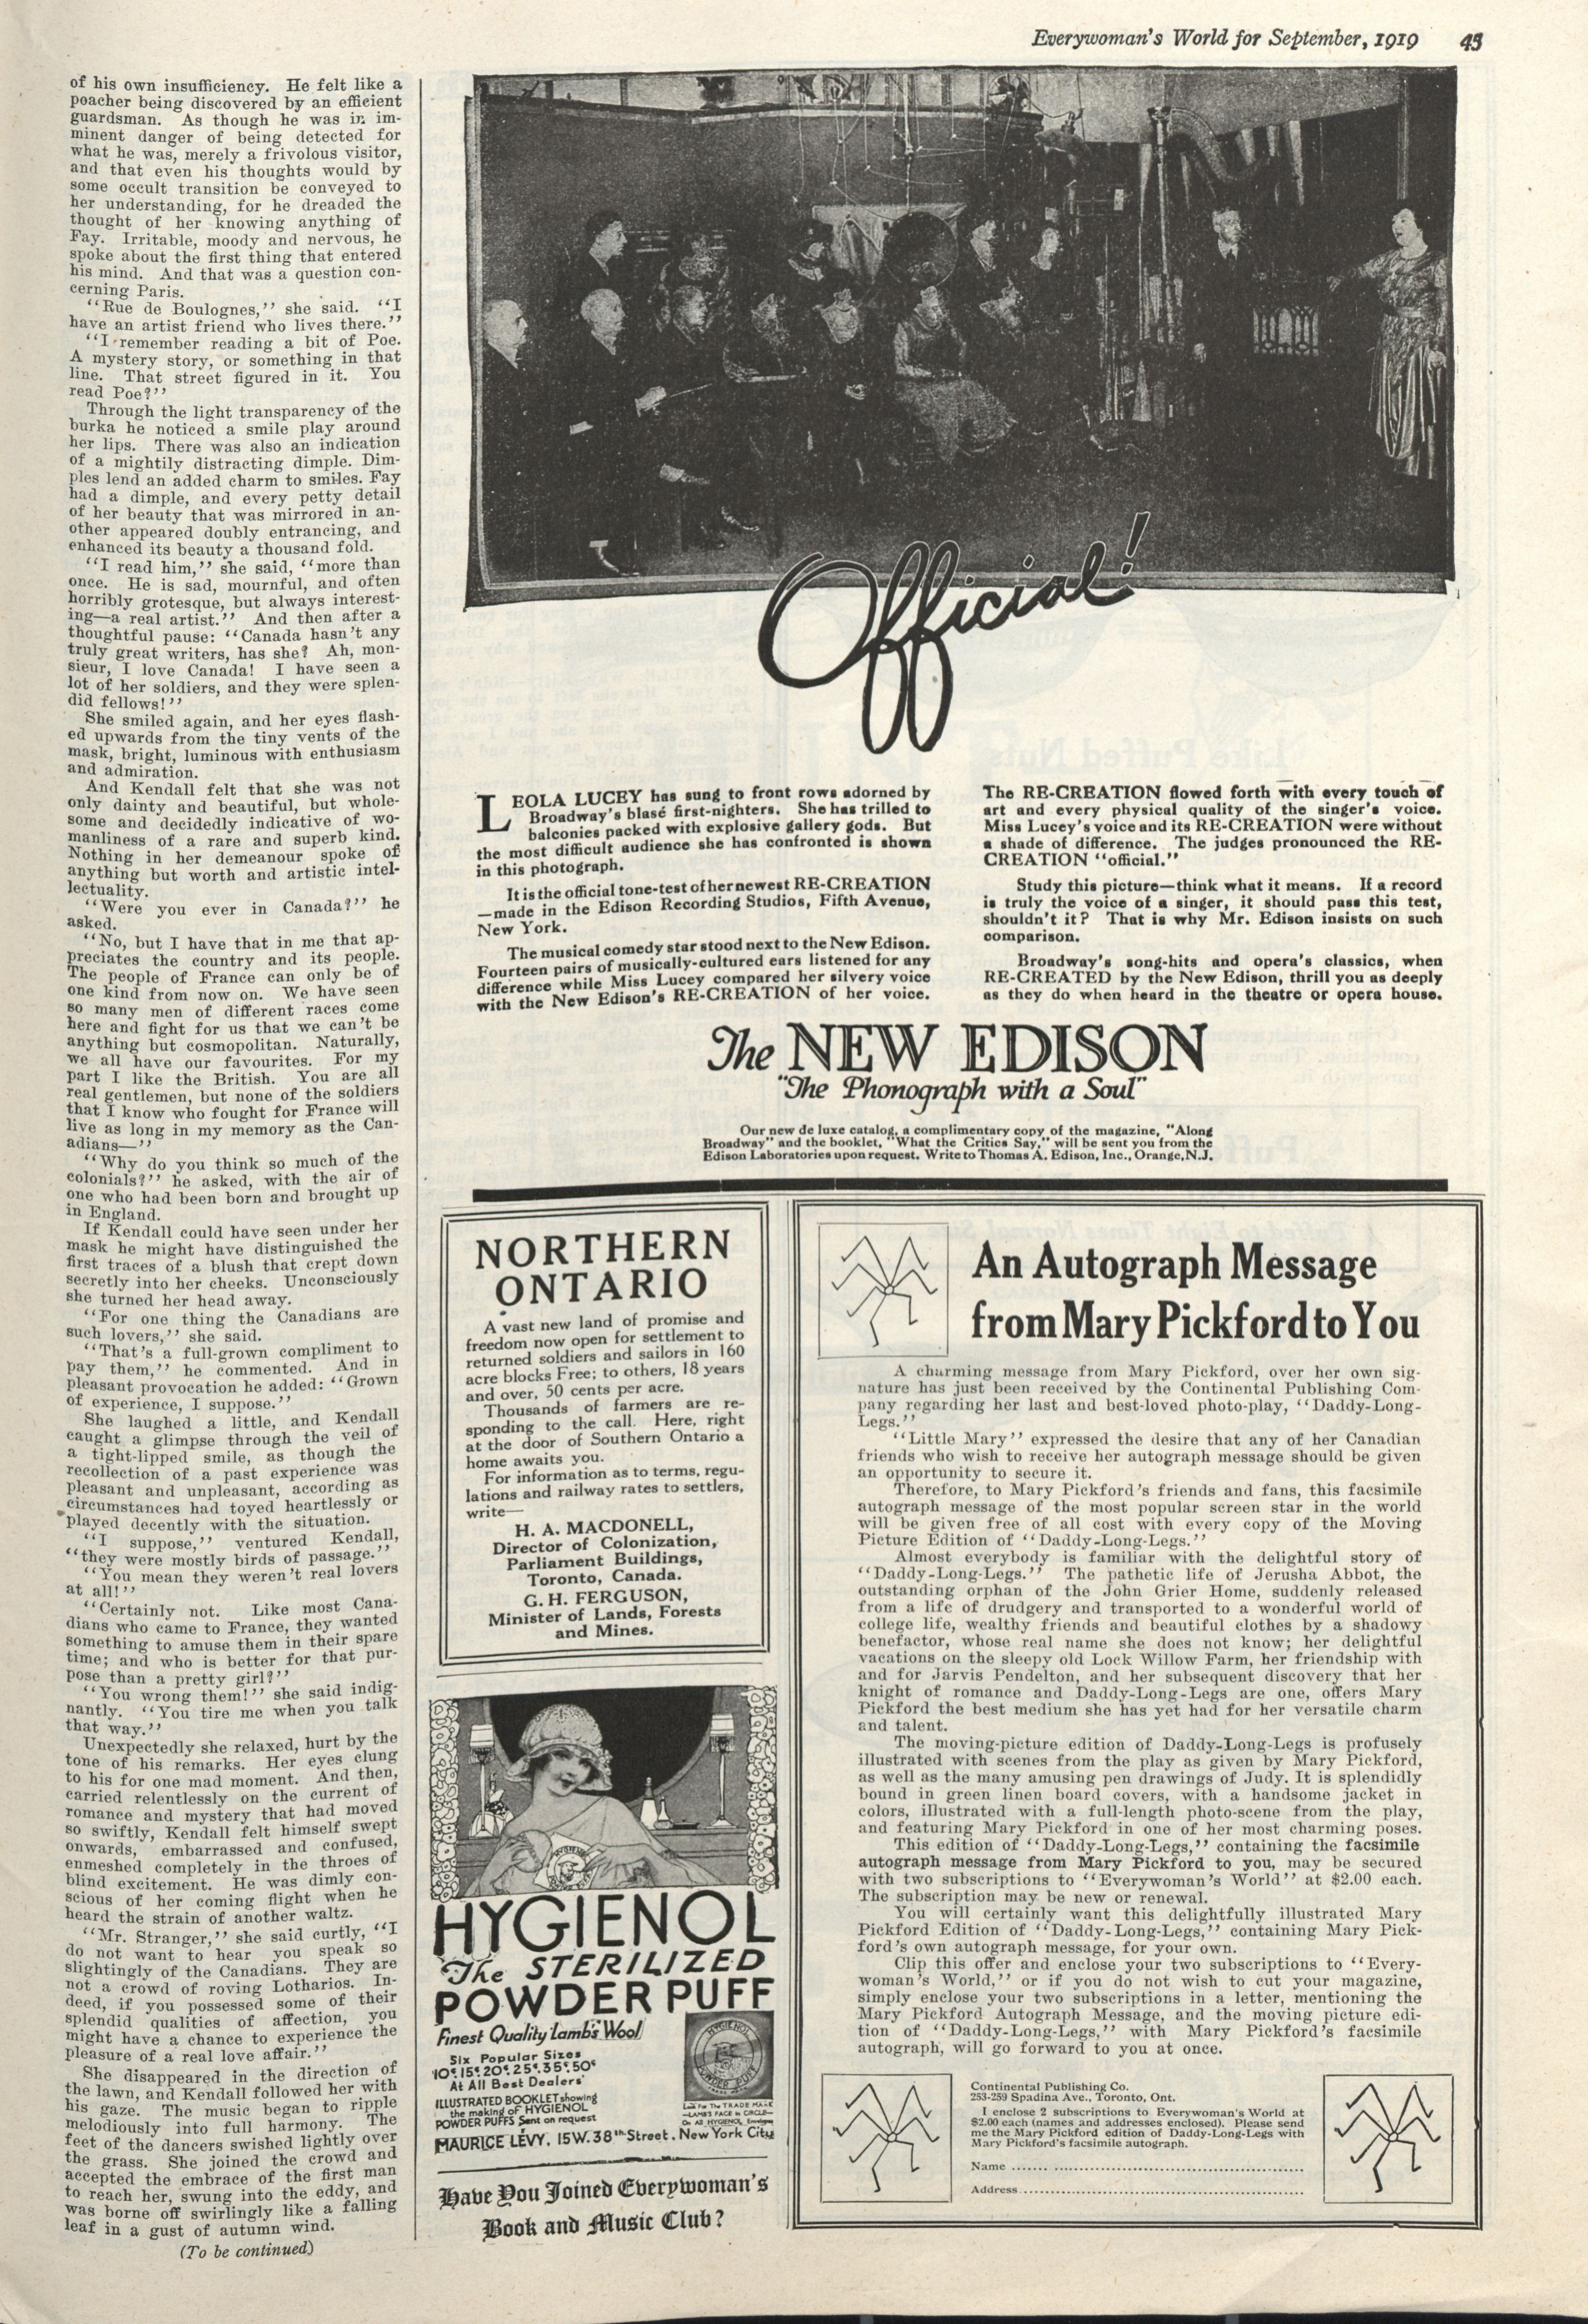 Everywoman's World for September, 1919 45
of his own insufficiency. He felt like a
poacher being discovered by an efficient
guardsman. As though he was in im-
minent danger of being detected for
what he was, merely a frivolous visitor,
and that even his thoughts would by
some occult transition be conveyed to
her understanding, for he dreaded the
thought of her knowing anything of
Fay. Irritable, moody and nervous, he
spoke about the first thing that entered
his mind. And that was a question con-
cerning Paris.
"Rue de Boulognes," she said. "I
have an artist friend who lives there."
"I remember reading a bit of Poe.
A mystery story, or something in that
line. That street figured in it. You
read Poe?"
Through the light transparency of the
burka he noticed a smile play around
her lips. There was also an indication
of a mightily distracting dimple. Dim-
ples lend an added charm to smiles. Fay
had a dimple, and every petty detail
of her beauty that was mirrored in an-
other appeared doubly entrancing, and
enhanced its beauty a thousand fold.
"I read him," she said, "more than
once. He is sad, mournful, and often
horribly grotesque, but always interest-
ing—a real artist." And then after a
thoughtful pause: "Canada hasn't any
truly great writers, has she? Ah, mon-
sieur, I love Canada! I have seen a
lot of her soldiers, and they were splen-
did fellows!"
She smiled again, and her eyes flash-
ed upwards from the tiny vents of the
mask, bright, luminous with enthusiasm
and admiration.
And Kendall felt that she was not
only dainty and beautiful, but whole-
some and decidedly indicative of wo-
manliness of a rare and superb kind.
Nothing in her demeanour spoke of
anything but worth and artistic intel-
lectuality.
"Were you ever in Canada?" he
asked.
"No, but I have that in me that ap-
preciates the country and its people.
The people of France can only be of
one kind from now on. We have seen
so many men of different races come
here and fight for us that we can't be
anything but cosmopolitan. Naturally,
we all have our favourites. For my
part I like the British. You are all
real gentlemen, but none of the soldiers
that I know who fought for France will
live as long in my memory as the Can-
adians—"
"Why do you think so much of the
colonials?" he asked, with the air of
one who had been born and brought up
in England.
If Kendall could have seen under her
mask he might have distinguished the
first traces of a blush that crept down
secretly into her cheeks. Unconsciously
she turned her head away.
"For one thing the Canadians are
such lovers," she said.
"That's a full-grown compliment to
pay them," he commented. And in
pleasant provocation he added: "Grown
of experience, I suppose."
She laughed a little, and Kendall
caught a glimpse through the veil of
a tight-lipped smile, as though the
recollection of a past experience was
pleasant and unpleasant, according as
circumstances had toyed heartlessly or
played decently with the situation.
"I suppose," ventured Kendall,
"they were mostly birds of passage."
"You mean they weren't real lovers
at all!"
"Certainly not. Like most Cana-
dians who came to France, they wanted
something to amuse them in their spare
time; and who is better for that pur-
pose than a pretty girl?"
"You wrong them!" she said indig-
nantly. "You tire me when you talk
that way."
Unexpectedly she relaxed, hurt by the
tone of his remarks. Her eyes clung
to his for one mad moment. And then,
carried relentlessly on the current of
romance and mystery that had moved
so swiftly, Kendall felt himself swept
onwards, embarrassed and confused,
enmeshed completely in the throes of
blind excitement. He was dimly con-
scious of her coming flight when he
heard the strain of another waltz.
"Mr. Stranger," she said curtly, "I
do not want to hear you speak so
slightingly of the Canadians. They are
not a crowd of roving Lotharios. In-
deed, if you possessed some of their
splendid qualities of affection, you
might have a chance to experience the
pleasure of a real love affair."
She disappeared in the direction of
the lawn, and Kendall followed her with
his gaze. The music began to ripple
melodiously into full harmony. The
feet of the dancers swished lightly over
the grass. She joined the crowd and
accepted the embrace of the first man
to reach her, swung into the eddy, and
was borne off swirlingly like a falling
leaf in a gust of autumn wind.
(To be continued)
Official!
LEOLA LUCEY has sung to front rows adorned by
Broadway's blasé first-nighters. She has trilled to
balconies packed with explosive gallery gods. But
the most difficult audience she has confronted is shown
in this photograph.
It is the official tone-test of her newest RE-CREATION
—made in the Edison Recording Studios, Fifth Avenue,
New York.
The musical comedy star stood next to the New Edison.
Fourteen pairs of musically-cultured ears listened for any
difference while Miss Lucey compared her silvery voice
with the New Edison's RE-CREATION of her voice.
The RE-CREATION flowed forth with every touch of
art and every physical quality of the singer's voice.
Miss Lucey's voice and its RE-CREATION were without
a shade of difference. The judges pronounced the RE-
CREATION "official."
Study this picture—think what it means. If a record
is truly the voice of a singer, it should pass this test,
shouldn't it? That is why Mr. Edison insists on such
comparison.
Broadway's song-hits and opera's classics, when
RE-CREATED by the New Edison, thrill you as deeply
as they do when heard in the theatre or opera house.
The NEW EDISON
"The Phonograph with a Soul"
Our new de luxe catalog, a complimentary copy of the magazine, "Along
Broadway" and the booklet, "What the Critics Say," will be sent you from the
Edison Laboratories upon request. Write to Thomas A. Edison, Inc., Orange, N.J.
NORTHERN
ONTARIO
A vast new land of promise and
freedom now open for settlement to
returned soldiers and sailors in 160
acre blocks Free; to others, 18 years
and over, 50 cents per acre.
Thousands of farmers are re-
sponding to the call. Here, right
at the door of Southern Ontario a
home awaits you.
For information as to terms, regu-
lations and railway rates to settlers,
write—
H. A. MACDONELL,
Director of Colonization,
Parliament Buildings,
Toronto, Canada.
G. H. FERGUSON,
Minister of Lands, Forests
and Mines.
HYGIENOL
The STERILIZED
POWDER PUFF
Finest Quality Lamb's Wool
Six Popular Sizes
10¢ 15¢ 20¢ 25¢ 35¢ 50¢
At All Best Dealers
ILLUSTRATED BOOKLET showing
the making of HYGIENOL
POWDER PUFFS Sent on request
HYGIENOL
POWDER PUFF
Look For The TRADE MARK
—LAMB'S FACE in CIRCLE—
On All HYGIENOL Envelopes
MAURICE LÉVY, 15 W. 38th Street, New York City
Have You Joined Everywoman's
Book and Music Club?
An Autograph Message
from Mary Pickford to You
A charming message from Mary Pickford, over her own sig-
nature has just been received by the Continental Publishing Com-
pany regarding her last and best-loved photo-play, "Daddy-Long-
Legs."
"Little Mary" expressed the desire that any of her Canadian
friends who wish to receive her autograph message should be given
an opportunity to secure it.
Therefore, to Mary Pickford's friends and fans, this facsimile
autograph message of the most popular screen star in the world
will be given free of all cost with every copy of the Moving
Picture Edition of "Daddy-Long-Legs."
Almost everybody is familiar with the delightful story of
"Daddy-Long-Legs." The pathetic life of Jerusha Abbot, the
outstanding orphan of the John Grier Home, suddenly released
from a life of drudgery and transported to a wonderful world of
college life, wealthy friends and beautiful clothes by a shadowy
benefactor, whose real name she does not know; her delightful
vacations on the sleepy old Lock Willow Farm, her friendship with
and for Jarvis Pendelton, and her subsequent discovery that her
knight of romance and Daddy-Long-Legs are one, offers Mary
Pickford the best medium she has yet had for her versatile charm
and talent.
The moving-picture edition of Daddy-Long-Legs is profusely
illustrated with scenes from the play as given by Mary Pickford,
as well as the many amusing pen drawings of Judy. It is splendidly
bound in green linen board covers, with a handsome jacket in
colors, illustrated with a full-length photo-scene from the play,
and featuring Mary Pickford in one of her most charming poses.
This edition of "Daddy-Long-Legs," containing the facsimile
autograph message from Mary Pickford to you, may be secured
with two subscriptions to "Everywoman's World" at $2.00 each.
The subscription may be new or renewal.
You will certainly want this delightfully illustrated Mary
Pickford Edition of "Daddy-Long-Legs," containing Mary Pick-
ford's own autograph message, for your own.
Clip this offer and enclose your two subscriptions to "Every-
woman's World," or if you do not wish to cut your magazine,
simply enclose your two subscriptions in a letter, mentioning the
Mary Pickford Autograph Message, and the moving picture edi-
tion of "Daddy-Long-Legs," with Mary Pickford's facsimile
autograph, will go forward to you at once.
Continental Publishing Co.
253-259 Spadina Ave., Toronto, Ont.
I enclose 2 subscriptions to Everywoman's World at
$2.00 each (names and addresses enclosed). Please send
me the Mary Pickford edition of Daddy-Long-Legs with
Mary Pickford's facsimile autograph.
Name
Address